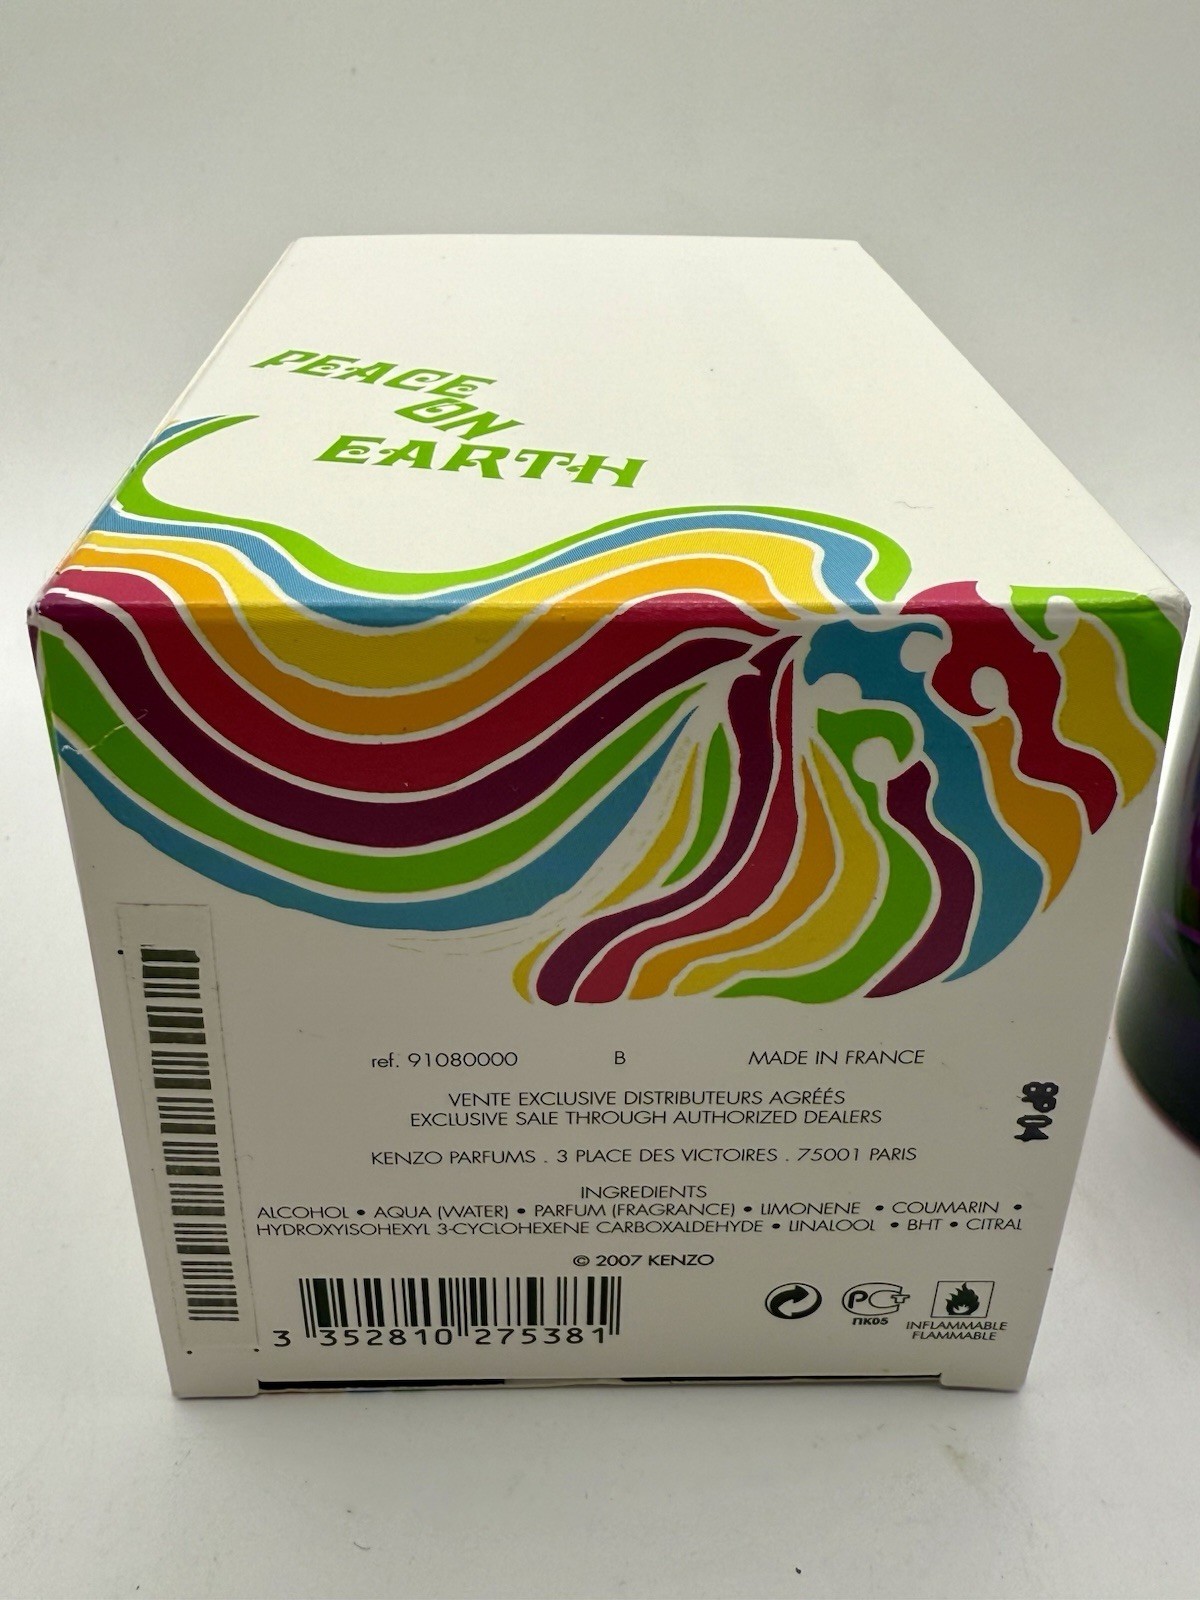 PEACE
ON
EARTH
ref. 91080000 B MADE IN FRANCE
VENTE EXCLUSIVE DISTRIBUTEURS AGRÉÉS
EXCLUSIVE SALE THROUGH AUTHORIZED DEALERS
KENZO PARFUMS . 3 PLACE DES VICTOIRES . 75001 PARIS
INGREDIENTS
ALCOHOL • AQUA (WATER) • PARFUM (FRAGRANCE) • LIMONENE • COUMARIN •
HYDROXYISOHEXYL 3-CYCLOHEXENE CARBOXALDEHYDE • LINALOOL • BHT • CITRAL
© 2007 KENZO
3 352810 275381
РСТ
ПК05
INFLAMMABLE
FLAMMABLE